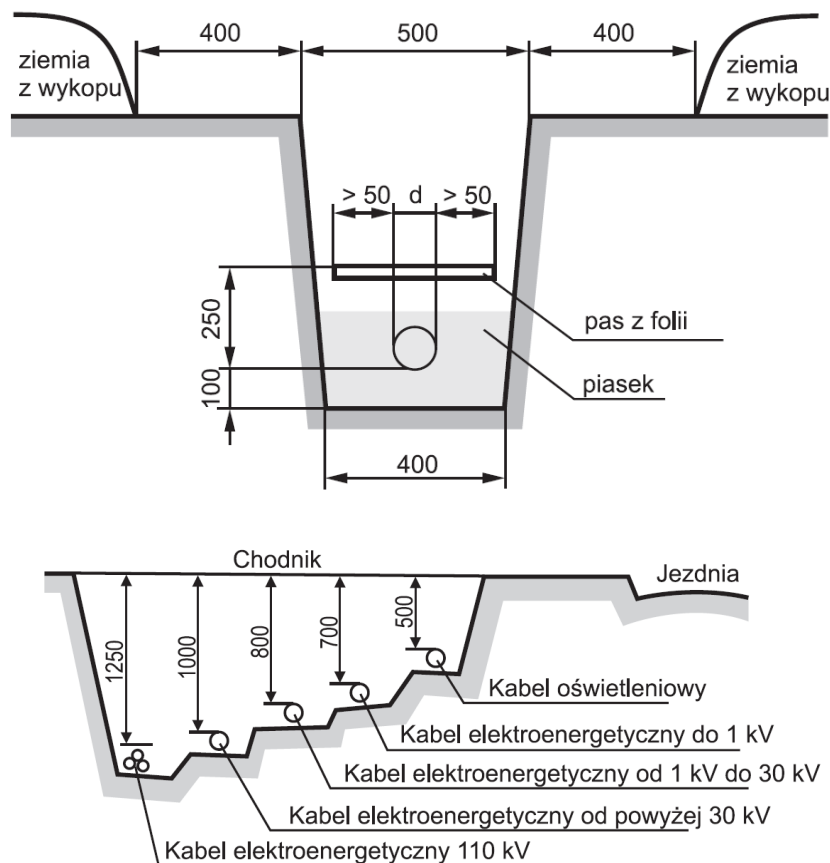 400 500 400
ziemia
z wykopu
ziemia
z wykopu
> 50 d > 50
250
pas z folii
100
piasek
400
Chodnik
Jezdnia
1250
1000
800
700
500
Kabel oświetleniowy
Kabel elektroenergetyczny do 1 kV
Kabel elektroenergetyczny od 1 kV do 30 kV
Kabel elektroenergetyczny od powyżej 30 kV
Kabel elektroenergetyczny 110 kV